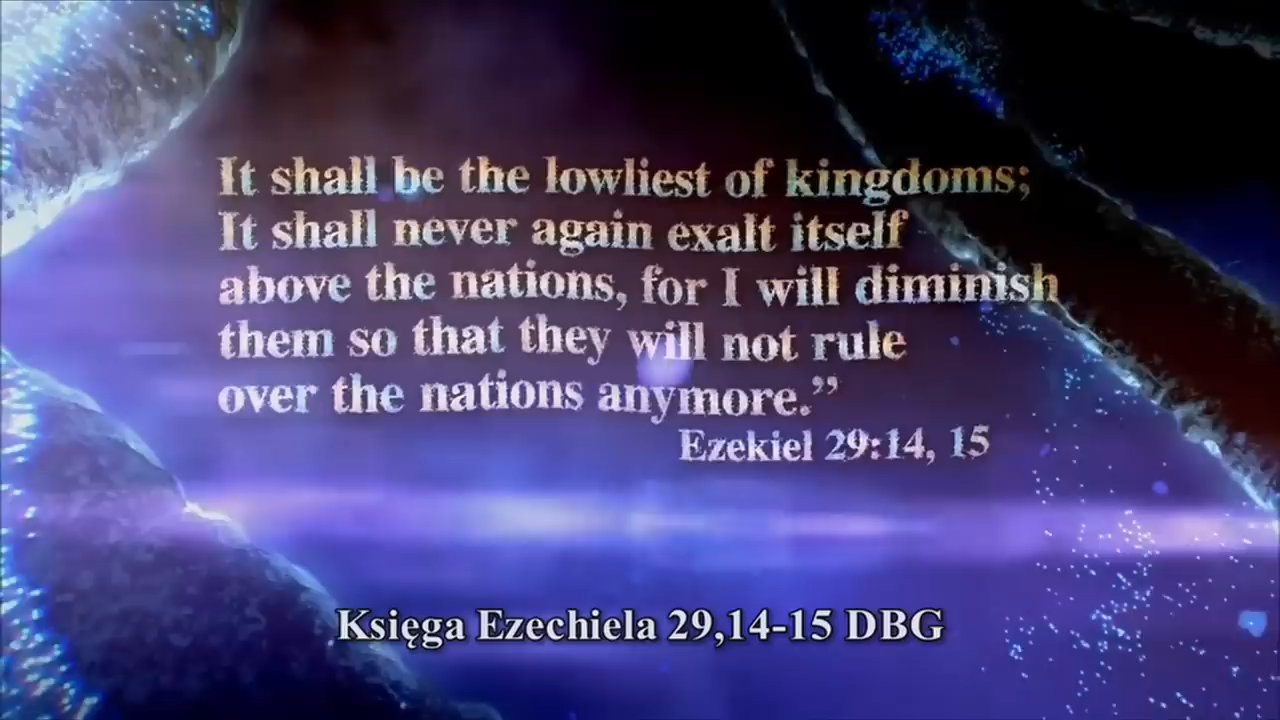 It shall be the lowliest of kingdoms;
It shall never again exalt itself
above the nations, for I will diminish
them so that they will not rule
over the nations anymore.”
Ezekiel 29:14, 15
Księga Ezechiela 29,14-15 DBG